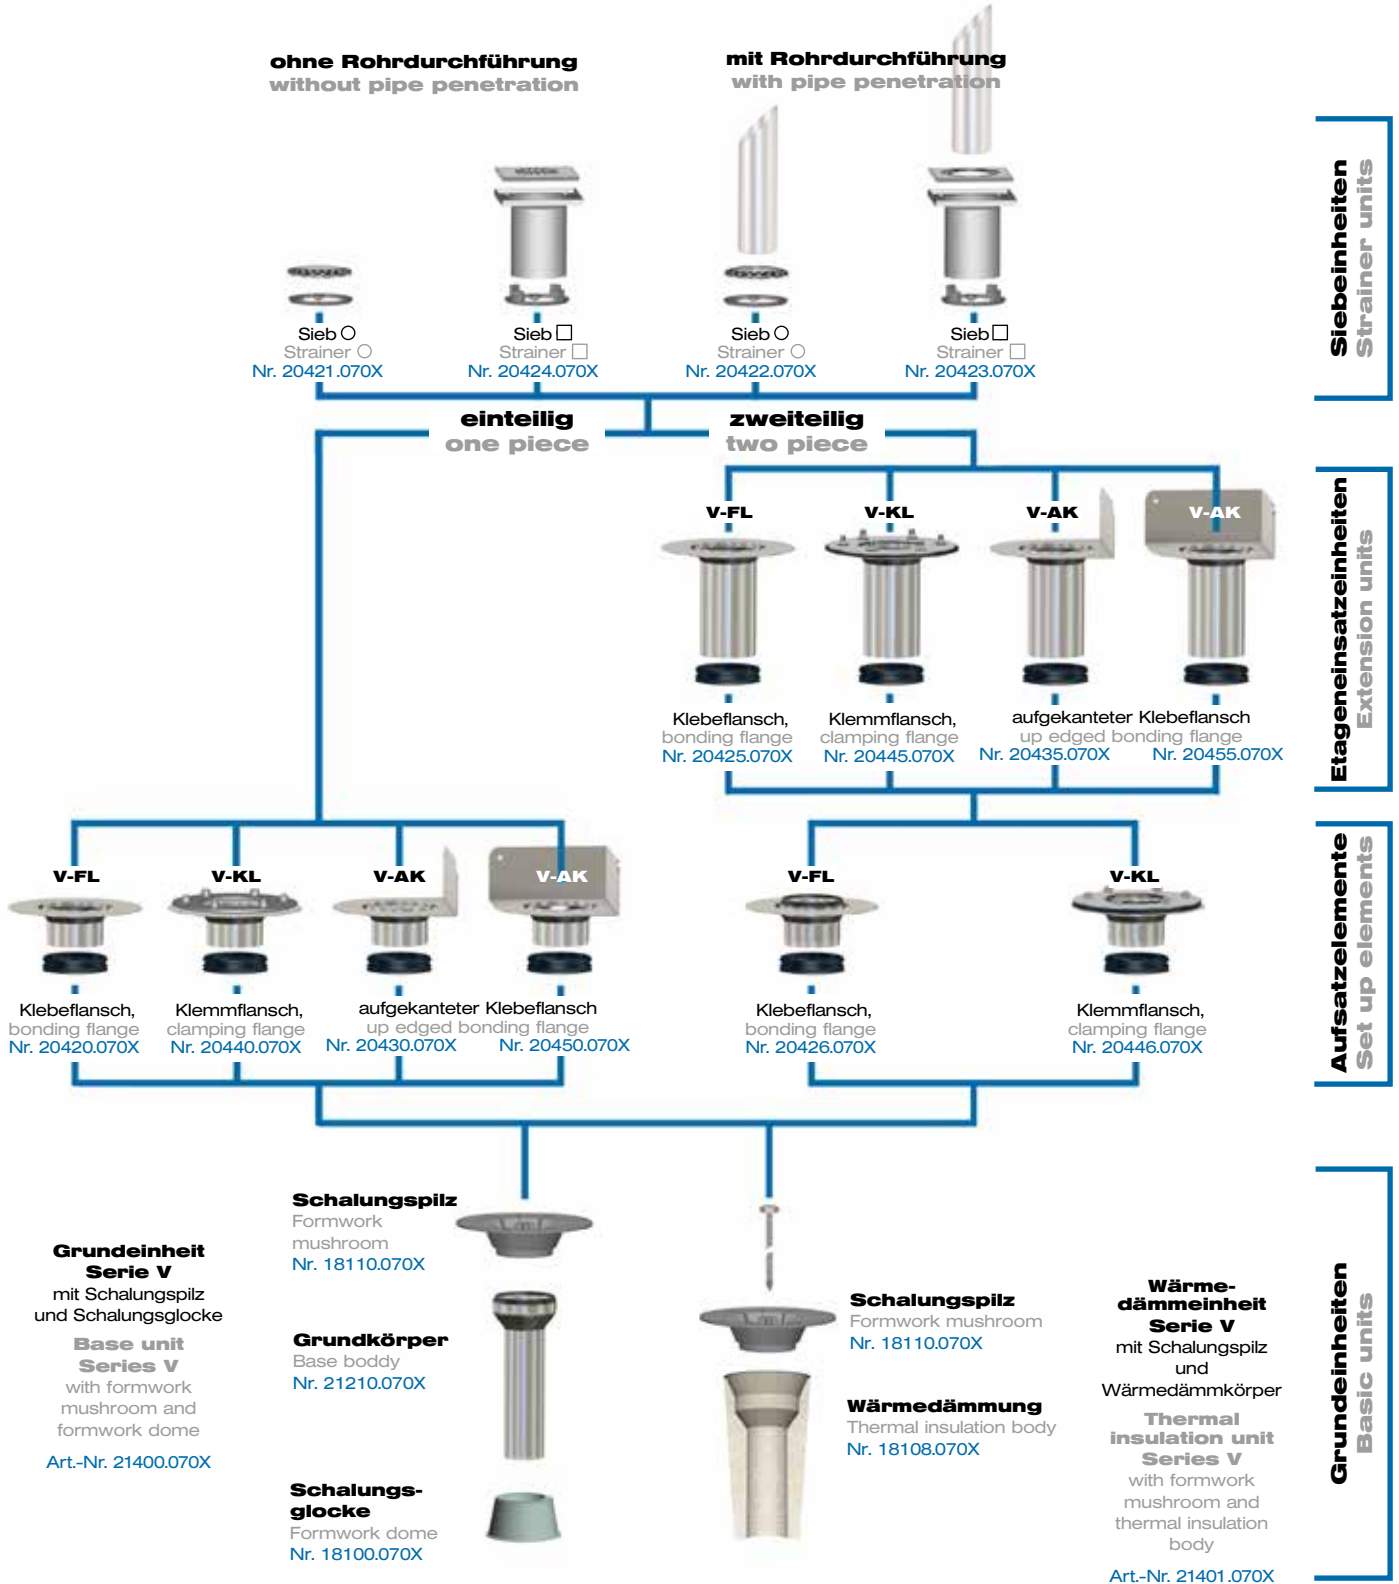 ohne Rohrdurchführung
without pipe penetration
mit Rohrdurchführung
with pipe penetration
Siebeinheiten
Strainer units
Sieb ○
Strainer ○
Nr. 20421.070X
Sieb □
Strainer □
Nr. 20424.070X
Sieb ○
Strainer ○
Nr. 20422.070X
Sieb □
Strainer □
Nr. 20423.070X
einteilig
one piece
zweiteilig
two piece
Etageneinsatzeinheiten
Extension units
V-FL
V-KL
V-AK
V-AK
Klebeflansch,
bonding flange
Nr. 20425.070X
Klemmflansch,
clamping flange
Nr. 20445.070X
aufgekanteter Klebeflansch
up edged bonding flange
Nr. 20435.070X
Nr. 20455.070X
Aufsatzelemente
Set up elements
V-FL
V-KL
V-AK
V-AK
V-FL
V-KL
Klebeflansch,
bonding flange
Nr. 20420.070X
Klemmflansch,
clamping flange
Nr. 20440.070X
aufgekanteter Klebeflansch
up edged bonding flange
Nr. 20430.070X
Nr. 20450.070X
Klebeflansch,
bonding flange
Nr. 20426.070X
Klemmflansch,
clamping flange
Nr. 20446.070X
Grundeinheiten
Basic units
Grundeinheit
Serie V
mit Schalungspilz
und Schalungsglocke
Base unit
Series V
with formwork
mushroom and
formwork dome
Art.-Nr. 21400.070X
Schalungspilz
Formwork
mushroom
Nr. 18110.070X
Grundkörper
Base boddy
Nr. 21210.070X
Schalungs-
glocke
Formwork dome
Nr. 18100.070X
Schalungspilz
Formwork mushroom
Nr. 18110.070X
Wärmedämmung
Thermal insulation body
Nr. 18108.070X
Wärme-
dämmeinheit
Serie V
mit Schalungspilz
und
Wärmedämmkörper
Thermal
insulation unit
Series V
with formwork
mushroom and
thermal insulation
body
Art.-Nr. 21401.070X